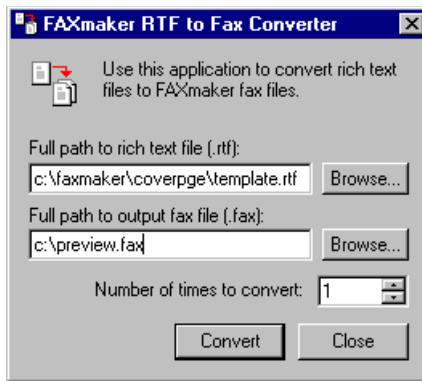 FAXmaker RTF to Fax Converter
Use this application to convert rich text
files to FAXmaker fax files.
Full path to rich text file (.rtf):
c:\faxmaker\coverpge\template.rtf Browse...
Full path to output fax file (.fax):
c:\preview.fax Browse...
Number of times to convert: 1
Convert Close